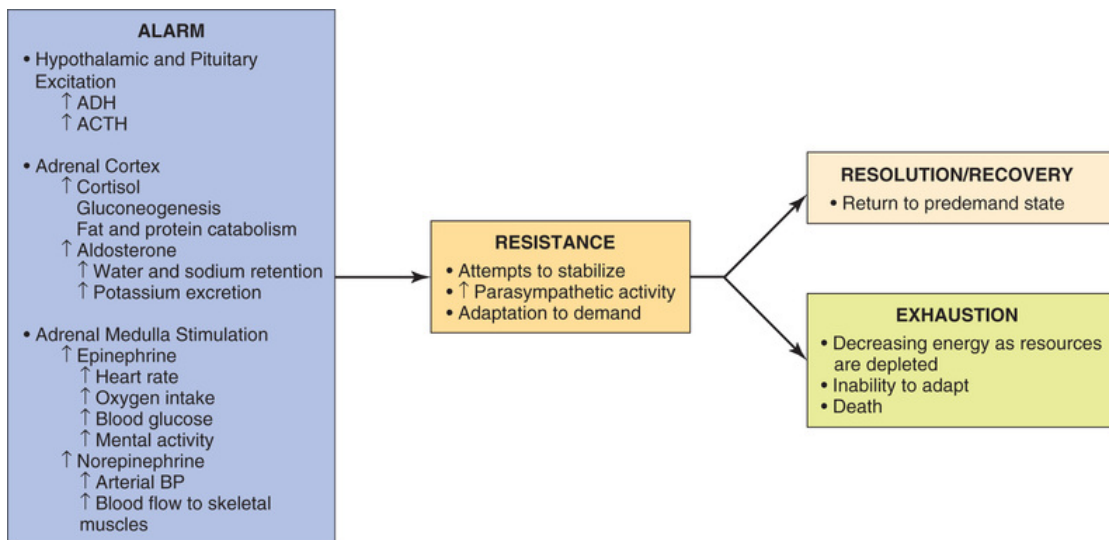 ALARM
• Hypothalamic and Pituitary
Excitation
↑ ADH
↑ ACTH
• Adrenal Cortex
↑ Cortisol
Gluconeogenesis
Fat and protein catabolism
↑ Aldosterone
↑ Water and sodium retention
↑ Potassium excretion
• Adrenal Medulla Stimulation
↑ Epinephrine
↑ Heart rate
↑ Oxygen intake
↑ Blood glucose
↑ Mental activity
↑ Norepinephrine
↑ Arterial BP
↑ Blood flow to skeletal
muscles
RESISTANCE
• Attempts to stabilize
• ↑ Parasympathetic activity
• Adaptation to demand
RESOLUTION/RECOVERY
• Return to predemand state
EXHAUSTION
• Decreasing energy as resources
are depleted
• Inability to adapt
• Death